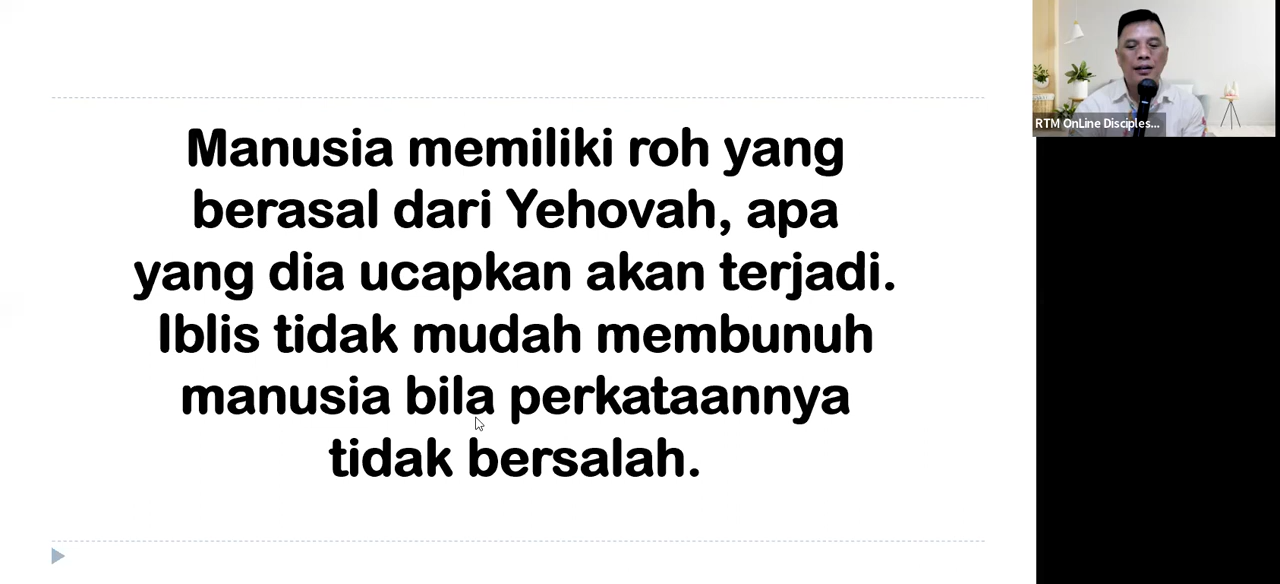 Manusia memiliki roh yang
berasal dari Yehovah, apa
yang dia ucapkan akan terjadi.
Iblis tidak mudah membunuh
manusia bila perkataannya
tidak bersalah.
RTM OnLine Disciples...